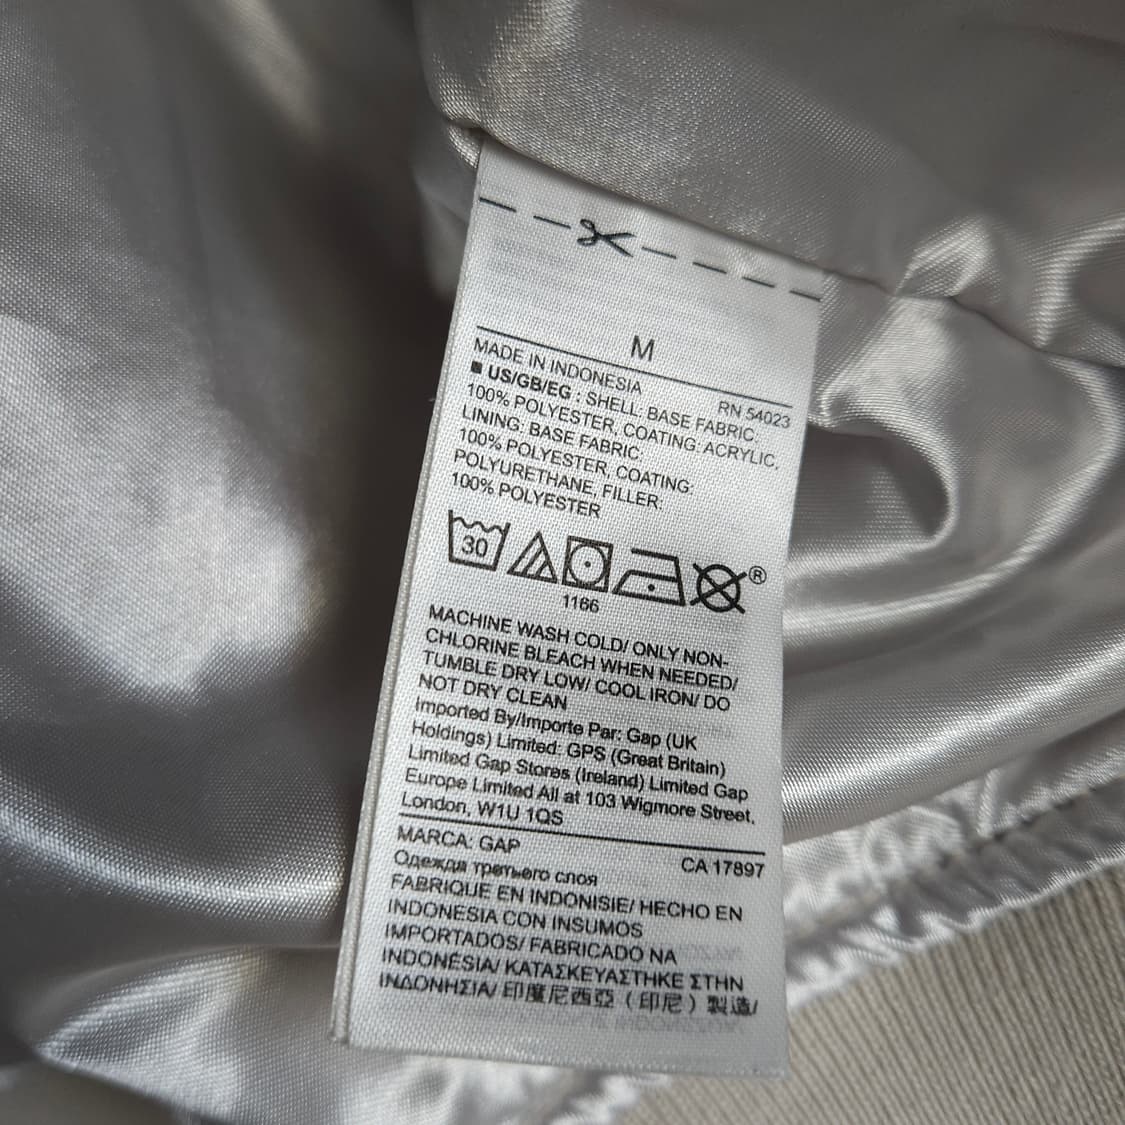 M
MADE IN INDONESIA
RN 54023
■ US/GB/EG : SHELL: BASE FABRIC:
100% POLYESTER, COATING: ACRYLIC,
LINING: BASE FABRIC:
100% POLYESTER, COATING:
POLYURETHANE, FILLER:
100% POLYESTER
30
®
1166
MACHINE WASH COLD/ ONLY NON-
CHLORINE BLEACH WHEN NEEDED/
TUMBLE DRY LOW/ COOL IRON/ DO
NOT DRY CLEAN
Imported By/Importe Par: Gap (UK
Holdings) Limited: GPS (Great Britain)
Limited Gap Stores (Ireland) Limited Gap
Europe Limited All at 103 Wigmore Street,
London, W1U 1QS
MARCA: GAP
CA 17897
Одежда третьего слоя
FABRIQUE EN INDONISIE/ HECHO EN
INDONESIA CON INSUMOS
IMPORTADOS/ FABRICADO NA
INDONÉSIA/ ΚΑΤΑΣΚΕΥΑΣΤΗΚΕ ΣΤΗΝ
ΙΝΔΟΝΗΣΙΑ/ 印度尼西亞 ( 印尼 ) 製造/